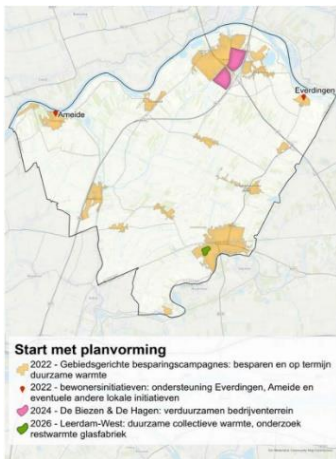 Ameide
Everdingen
Start met planvorming
2022 - Gebiedsgerichte besparingscampagnes: besparen en op termijn
duurzame warmte
2022 - bewonersinitiatieven: ondersteuning Everdingen, Ameide en
eventuele andere lokale initiatieven
2024 - De Biezen & De Hagen: verduurzamen bedrijventerrein
2026 - Leerdam-West: duurzame collectieve warmte, onderzoek
restwarmte glasfabriek